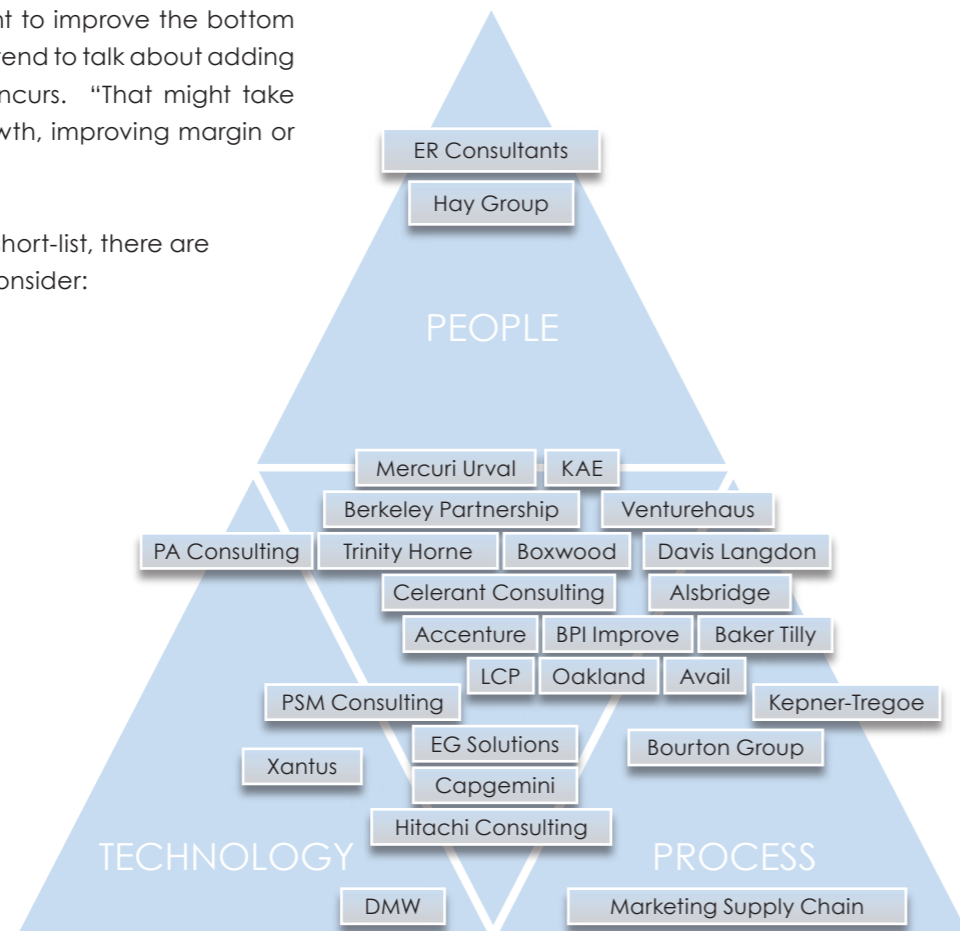 nt to improve the bottom
tend to talk about adding
ncurs. “That might take
wth, improving margin or
hort-list, there are
onsider:
ER Consultants
Hay Group
PEOPLE
Mercuri Urval
KAE
Berkeley Partnership
Venturehaus
PA Consulting
Trinity Horne
Boxwood
Davis Langdon
Celerant Consulting
Alsbridge
Accenture
BPI Improve
Baker Tilly
LCP
Oakland
Avail
PSM Consulting
Kepner-Tregoe
EG Solutions
Bourton Group
Xantus
Capgemini
Hitachi Consulting
TECHNOLOGY
PROCESS
DMW
Marketing Supply Chain